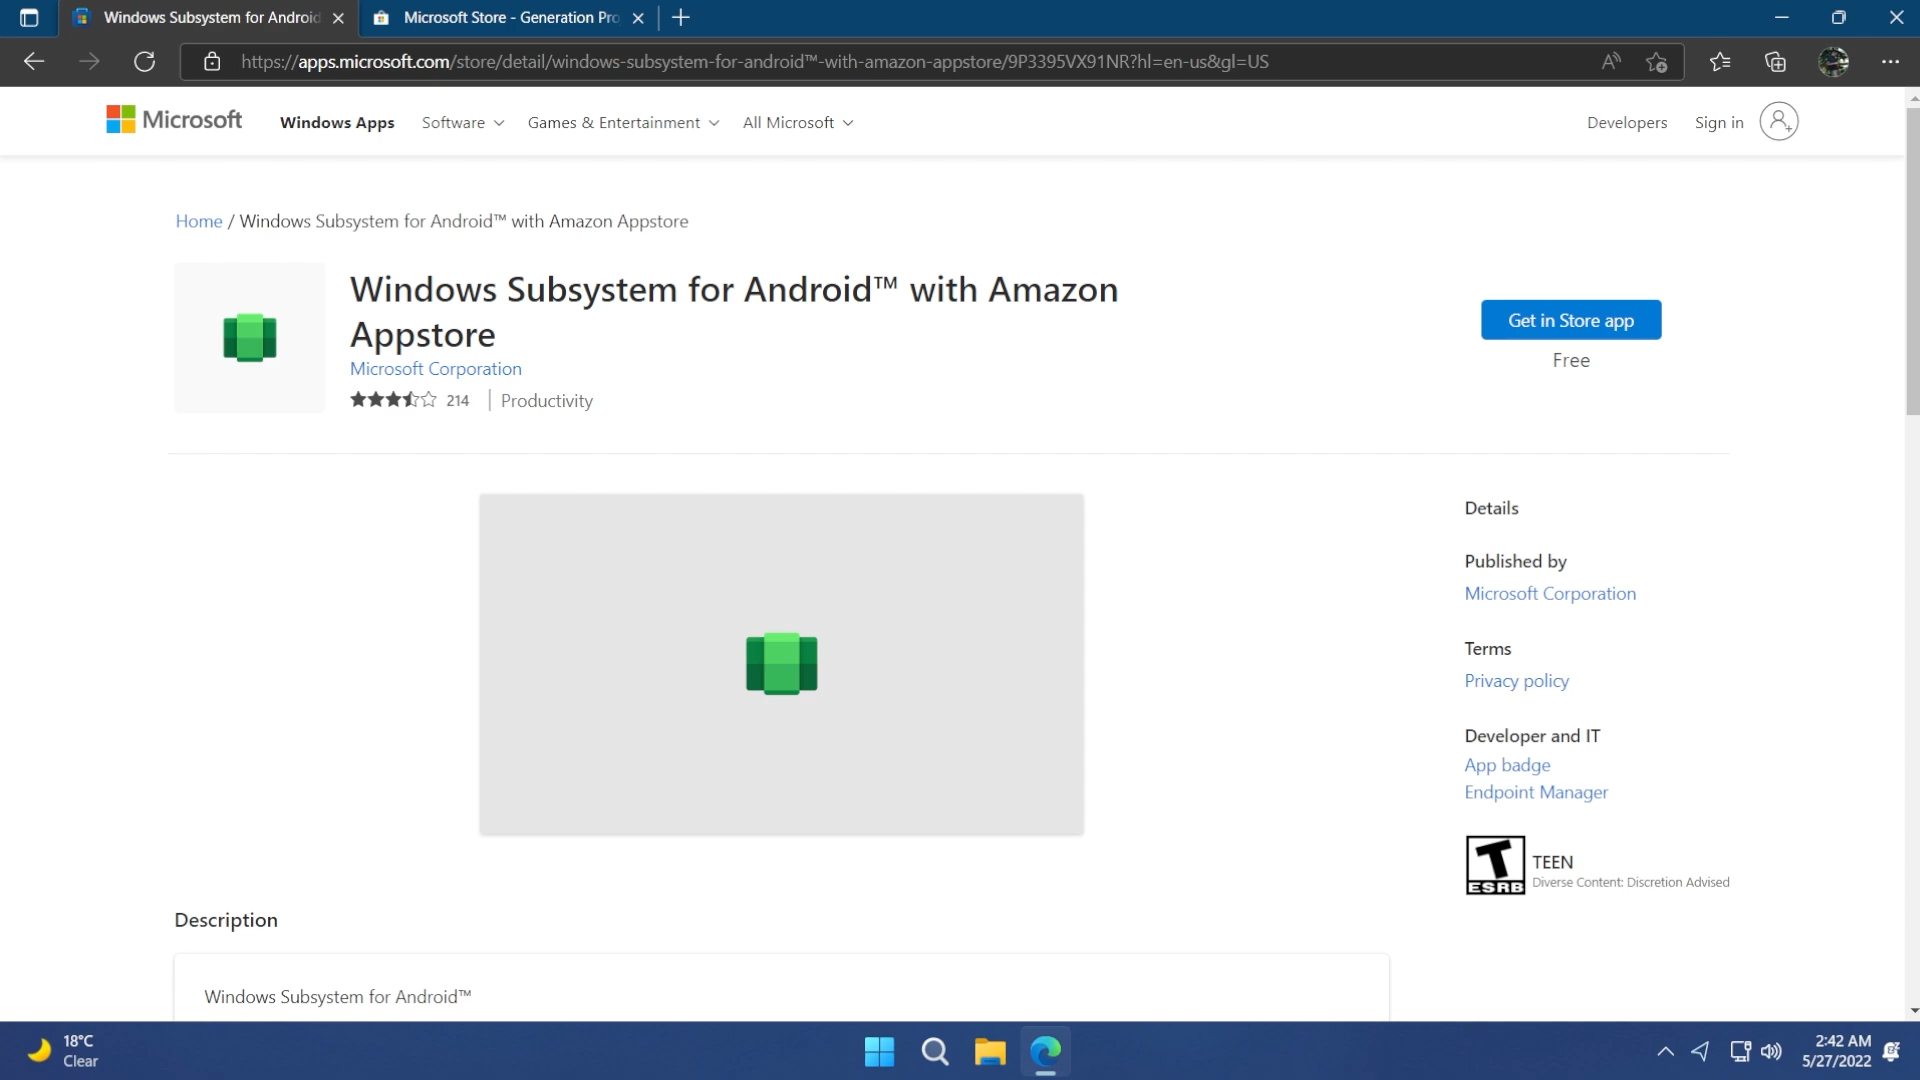 Windows Subsystem for Android
Microsoft Store - Generation Pro
https://apps.microsoft.com/store/detail/windows-subsystem-for-android™-with-amazon-appstore/9P3395VX91NR?hl=en-us&gl=US
Microsoft
Windows Apps
Software
Games & Entertainment
All Microsoft
Developers
Sign in
Home / Windows Subsystem for Android™ with Amazon Appstore
Windows Subsystem for Android™ with Amazon
Appstore
Microsoft Corporation
214
Productivity
Get in Store app
Free
Details
Published by
Microsoft Corporation
Terms
Privacy policy
Developer and IT
App badge
Endpoint Manager
T
ESRB
TEEN
Diverse Content: Discretion Advised
Description
Windows Subsystem for Android™
18°C
Clear
2:42 AM
5/27/2022